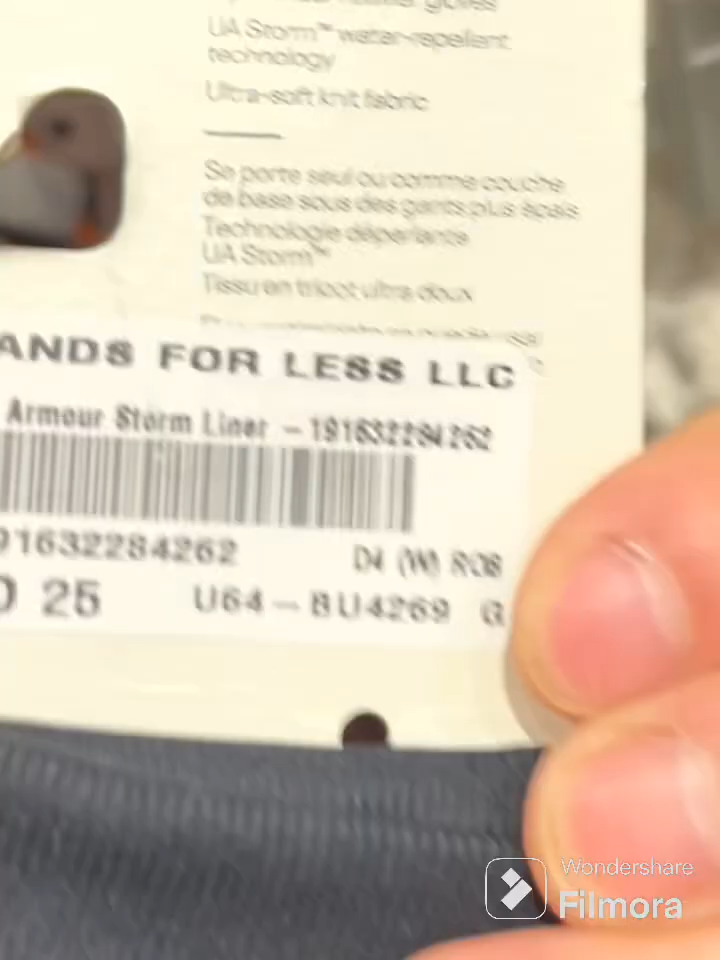 UA Storm™ water-repellent
technology
Ultra-soft knit fabric
Se porte seul ou comme couche
de base sous des gants plus épais
Technologie déperlante
UA Storm™
Tissu en tricot ultra doux
ANDS FOR LESS LLC
Armour Storm Liner - 191632284262
91632284262 D4 (W) ROB
25 U64-BU4269 G
Wondershare
Filmora